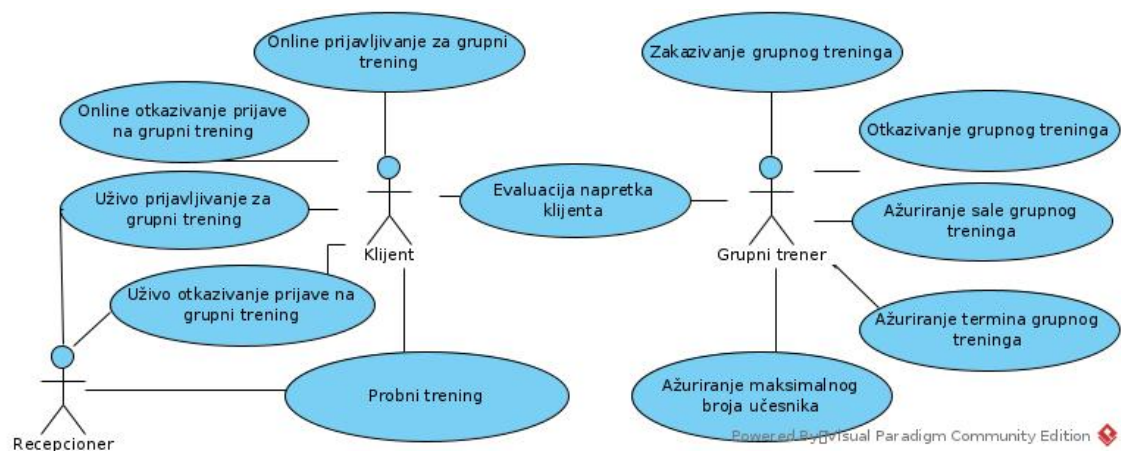 Online prijavljivanje za grupni
trening
Zakazivanje grupnog treninga
Online otkazivanje prijave
na grupni trening
Otkazivanje grupnog treninga
Uživo prijavljivanje za
grupni trening
Evaluacija napretka
klijenta
Ažuriranje sale grupnog
treninga
Klijent
Grupni trener
Uživo otkazivanje prijave na
grupni trening
Ažuriranje termina grupnog
treninga
Probni trening
Ažuriranje maksimalnog
broja učesnika
Recepcioner
Powered By▯Visual Paradigm Community Edition